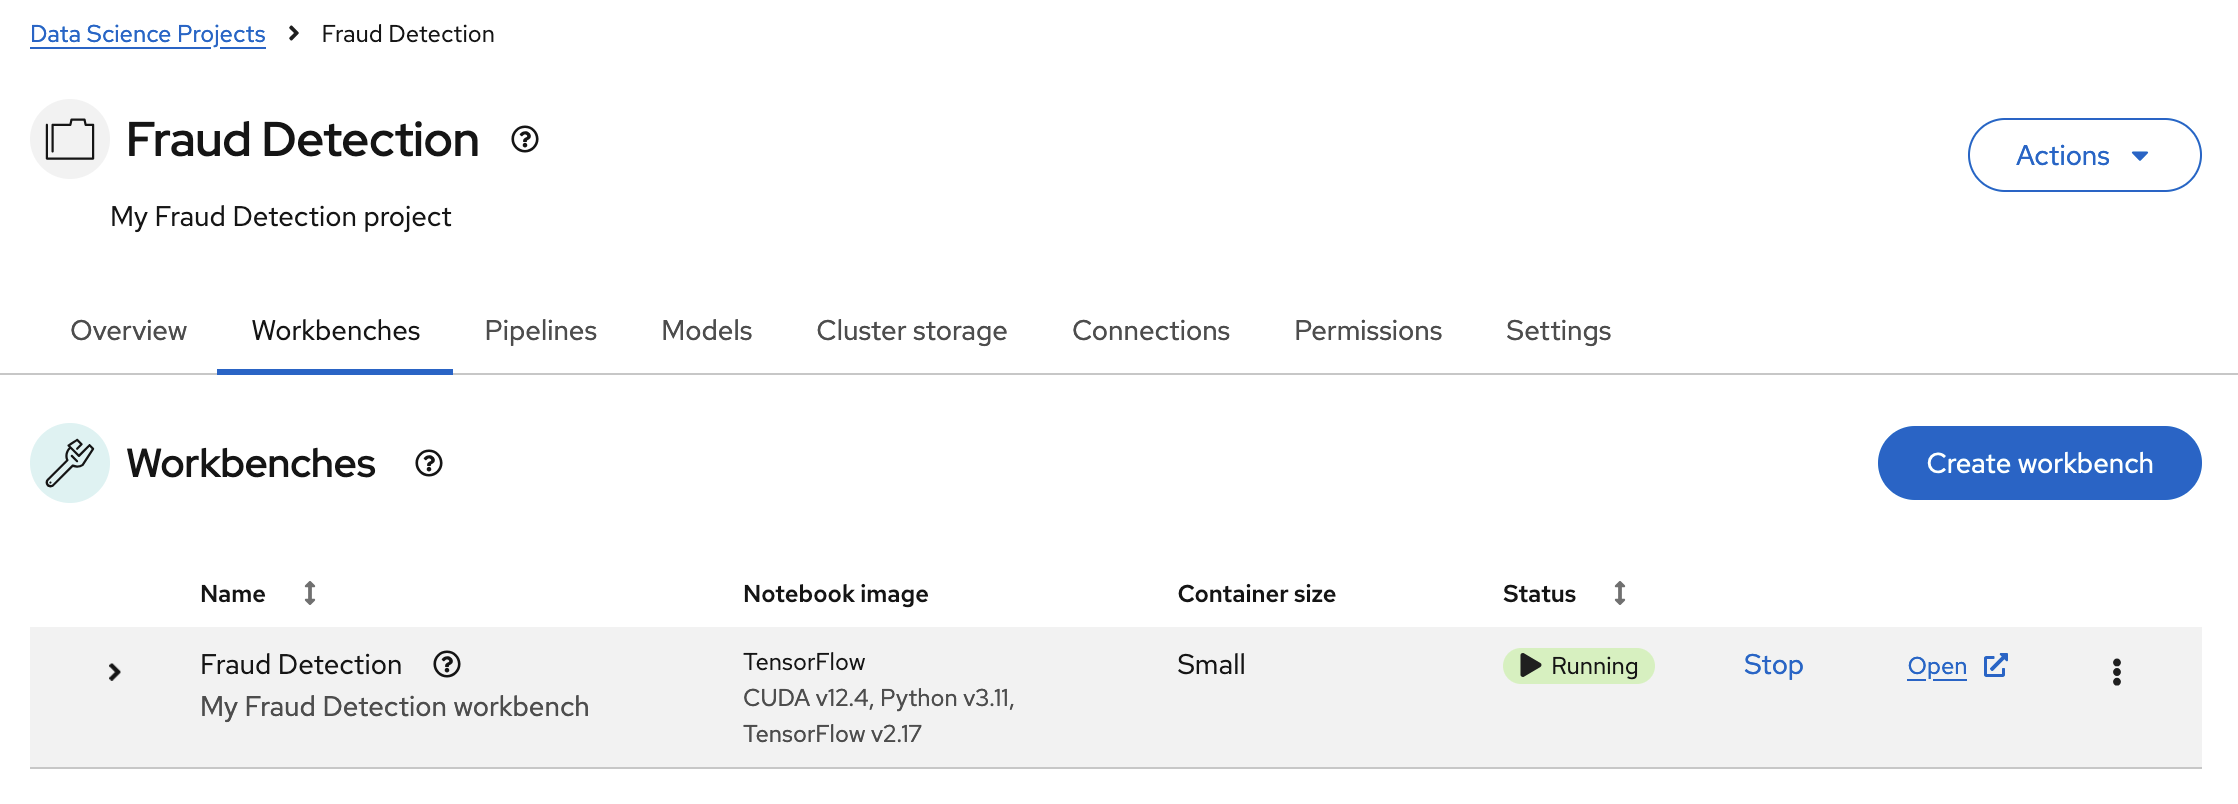 Data Science Projects > Fraud Detection
Fraud Detection
Actions
My Fraud Detection project
Overview Workbenches Pipelines Models Cluster storage Connections Permissions Settings
Workbenches
Create workbench
Name Notebook image Container size Status
Fraud Detection TensorFlow Small Running Stop Open
My Fraud Detection workbench CUDA v12.4, Python v3.11,
TensorFlow v2.17